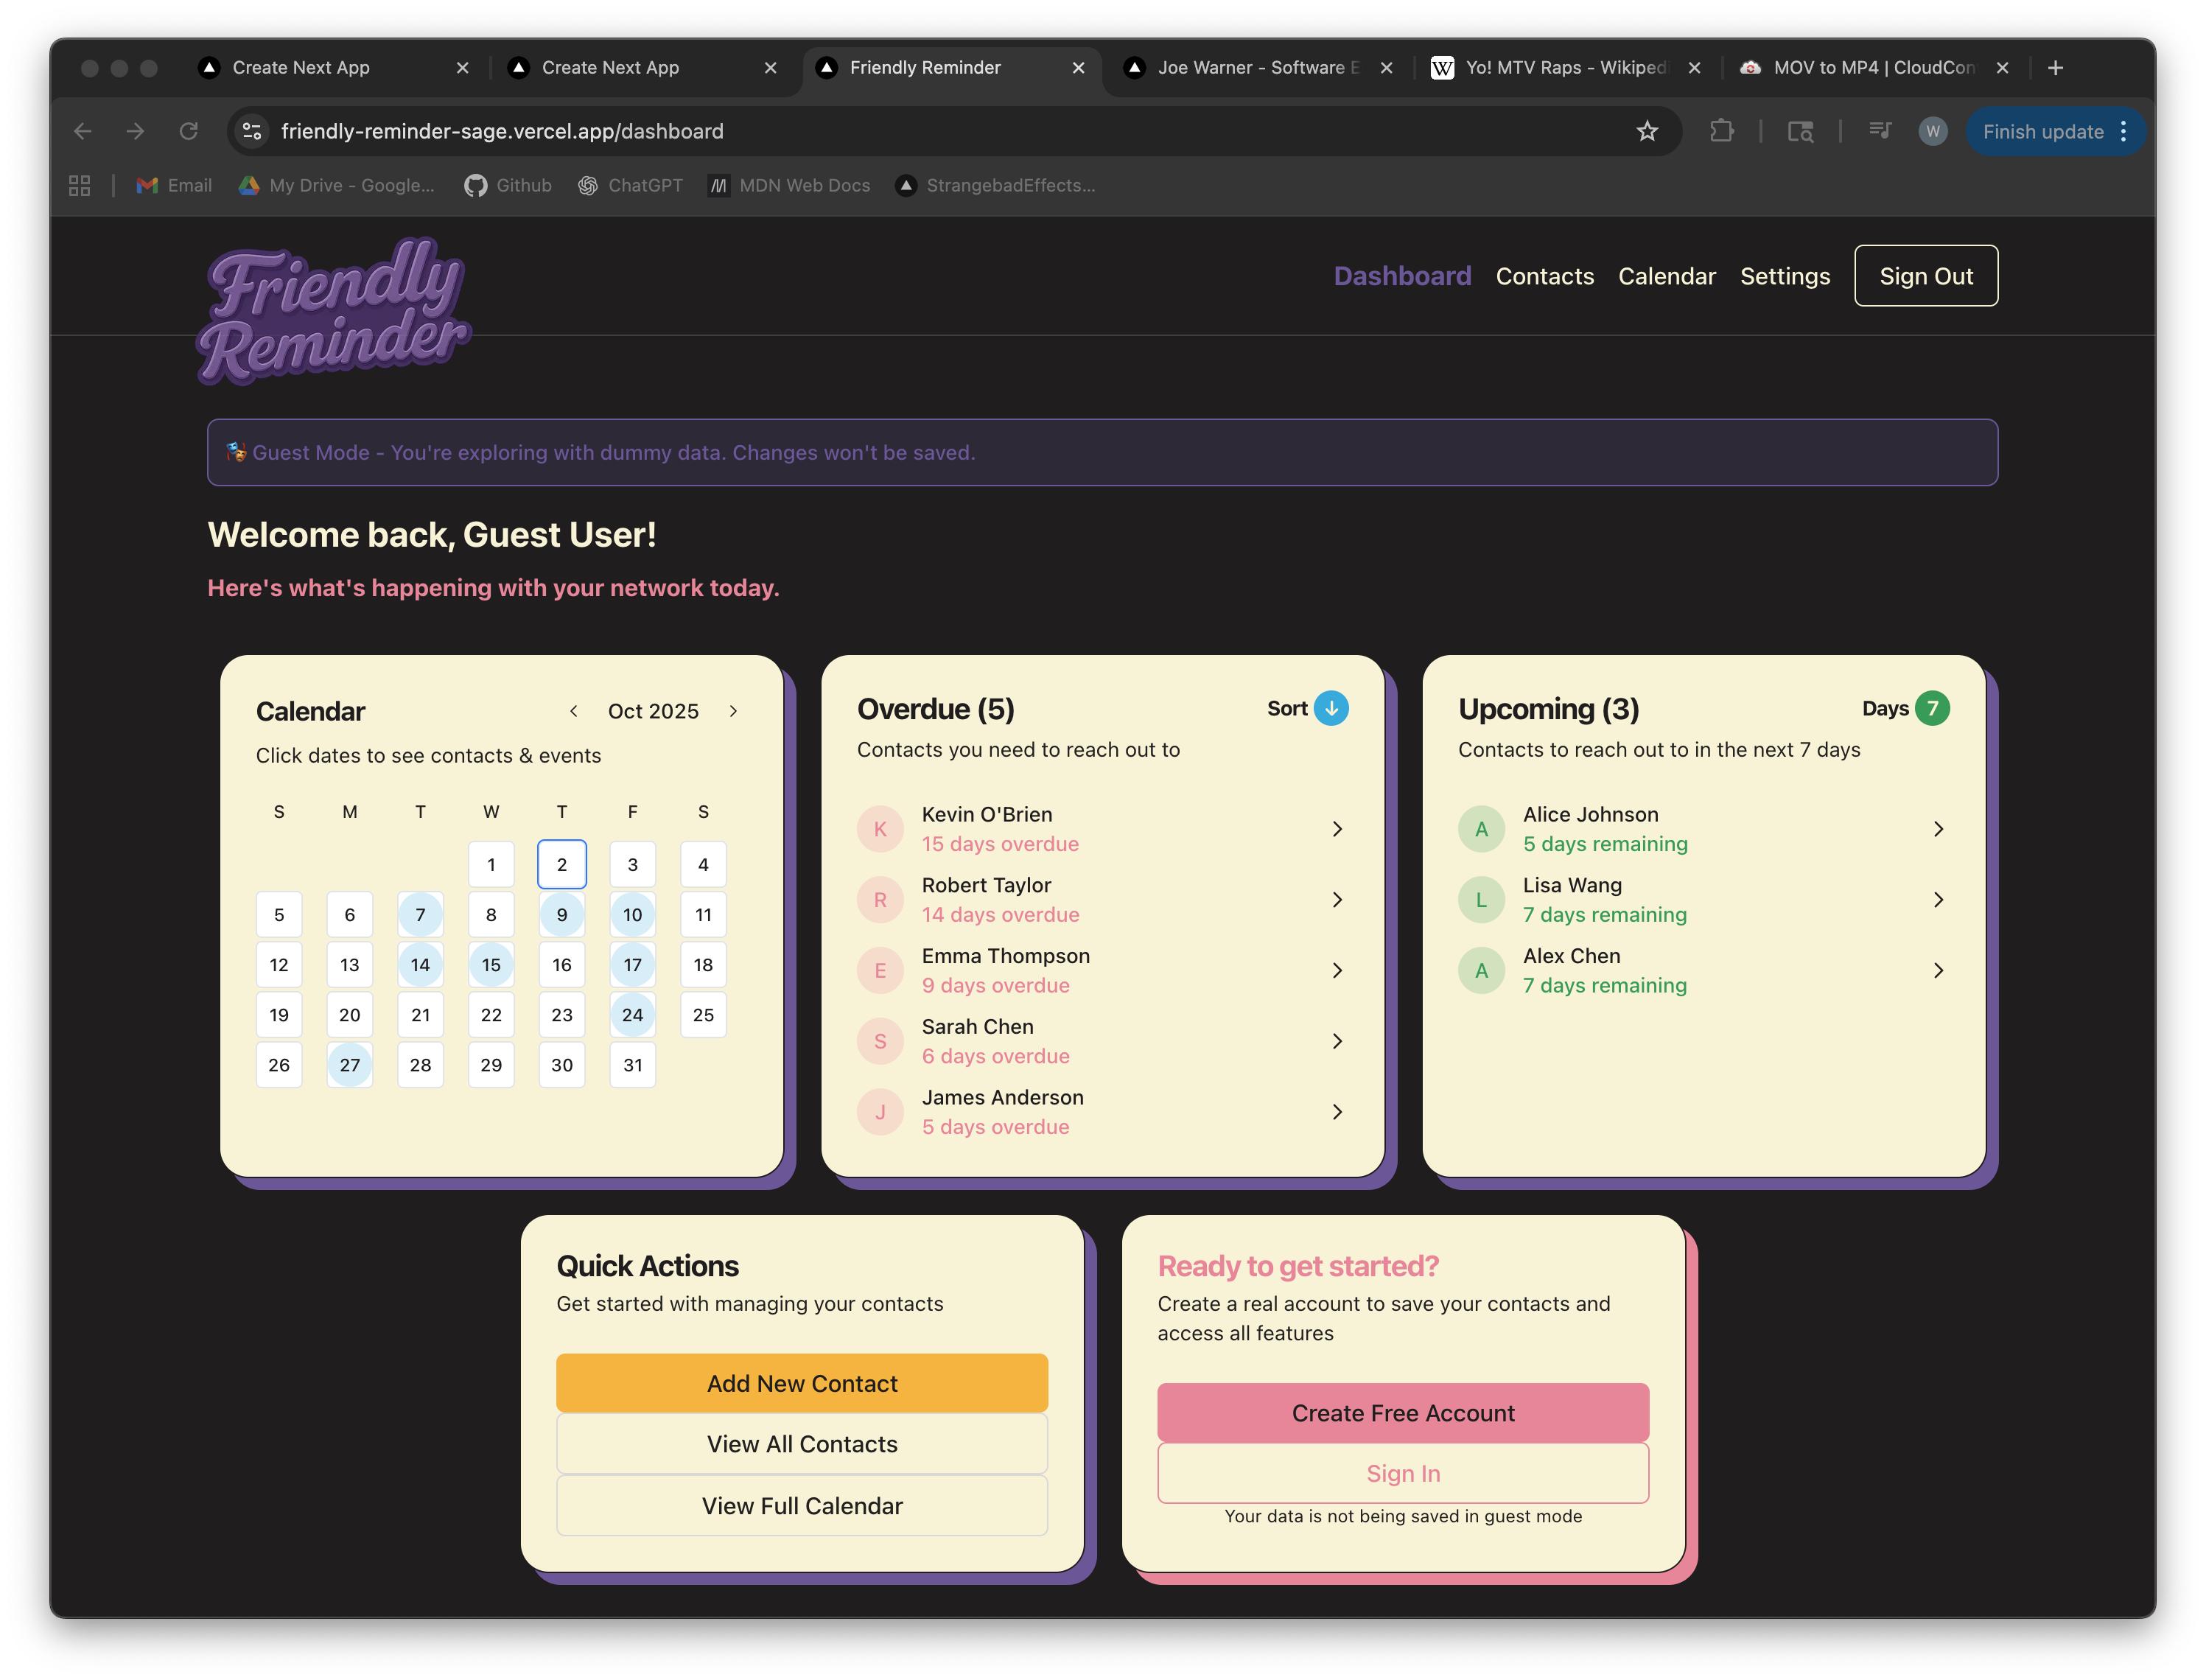 Create Next App
Create Next App
Friendly Reminder
Joe Warner - Software E
Yo! MTV Raps - Wikiped
MOV to MP4 | CloudCon
friendly-reminder-sage.vercel.app/dashboard
W
Finish update
Email
My Drive - Google...
Github
ChatGPT
MDN Web Docs
StrangebadEffects...
Friendly
Reminder
Dashboard Contacts Calendar Settings Sign Out
Guest Mode - You're exploring with dummy data. Changes won't be saved.
Welcome back, Guest User!
Here's what's happening with your network today.
Calendar
Oct 2025
Click dates to see contacts & events
S M T W T F S
1 2 3 4
5 6 7 8 9 10 11
12 13 14 15 16 17 18
19 20 21 22 23 24 25
26 27 28 29 30 31
Overdue (5)
Sort
Contacts you need to reach out to
K
Kevin O'Brien
15 days overdue
R
Robert Taylor
14 days overdue
E
Emma Thompson
9 days overdue
S
Sarah Chen
6 days overdue
J
James Anderson
5 days overdue
Upcoming (3)
Days 7
Contacts to reach out to in the next 7 days
A
Alice Johnson
5 days remaining
L
Lisa Wang
7 days remaining
A
Alex Chen
7 days remaining
Quick Actions
Get started with managing your contacts
Add New Contact
View All Contacts
View Full Calendar
Ready to get started?
Create a real account to save your contacts and
access all features
Create Free Account
Sign In
Your data is not being saved in guest mode